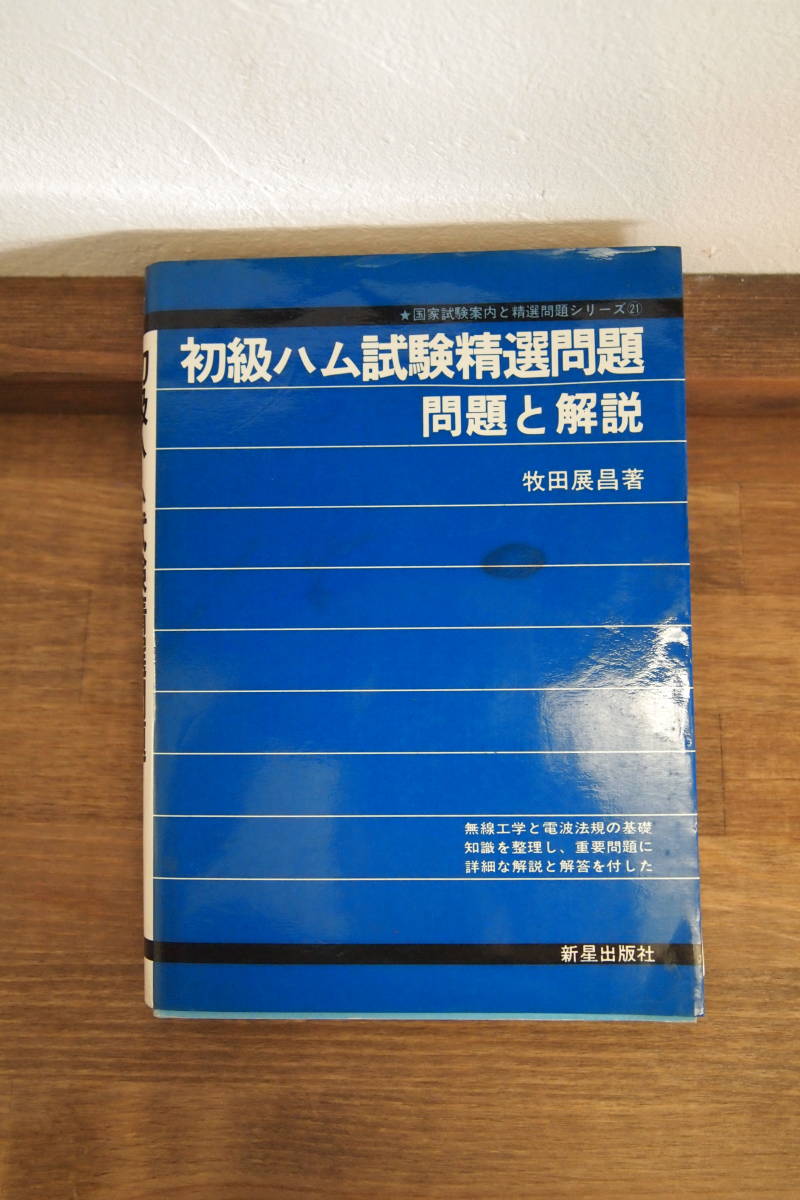 ★国家試験案内と精選問題シリーズ㉑
初級ハム試験精選問題
問題と解説
牧田展昌著
無線工学と電波法規の基礎
知識を整理し、重要問題に
詳細な解説と解答を付した
新星出版社